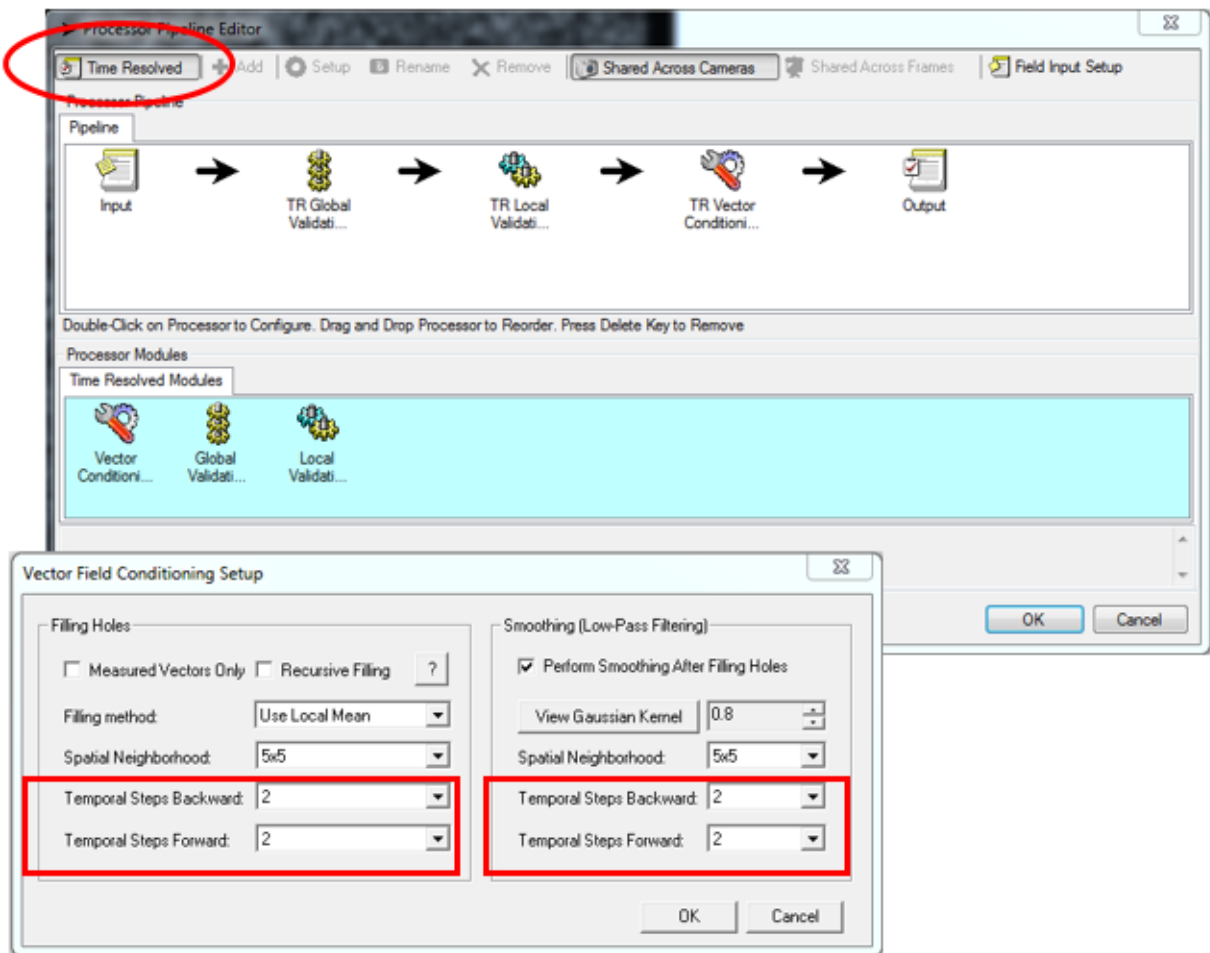 Processor Pipeline Editor
Time Resolved Add Setup Rename Remove Shared Across Cameras Shared Across Frames Field Input Setup
Processor Pipeline
Pipeline
Input TR Global Validati... TR Local Validati... TR Vector Conditioni... Output
Double-Click on Processor to Configure. Drag and Drop Processor to Reorder. Press Delete Key to Remove
Processor Modules
Time Resolved Modules
Vector Conditioni... Global Validati... Local Validati...
OK Cancel
Vector Field Conditioning Setup
Filling Holes
Measured Vectors Only Recursive Filling ?
Filling method: Use Local Mean
Spatial Neighborhood: 5x5
Temporal Steps Backward: 2
Temporal Steps Forward: 2
Smoothing (Low-Pass Filtering)
Perform Smoothing After Filling Holes
View Gaussian Kernel 0.8
Spatial Neighborhood: 5x5
Temporal Steps Backward: 2
Temporal Steps Forward: 2
OK Cancel